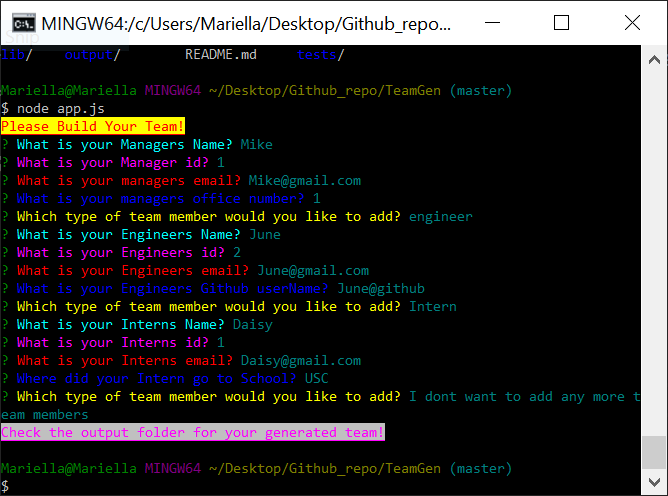 MINGW64:/c/Users/Mariella/Desktop/Github_repo...
lib/    output/        README.md     tests/
Mariella@Mariella MINGW64 ~/Desktop/Github_repo/TeamGen (master)
$ node app.js
Please Build Your Team!
? What is your Managers Name? Mike
? What is your Manager id? 1
? What is your managers email? Mike@gmail.com
? What is your managers office number? 1
? Which type of team member would you like to add? engineer
? What is your Engineers Name? June
? What is your Engineers id? 2
? What is your Engineers email? June@gmail.com
? What is your Engineers Github userName? June@github
? Which type of team member would you like to add? Intern
? What is your Interns Name? Daisy
? What is your Interns id? 1
? What is your Interns email? Daisy@gmail.com
? Where did your Intern go to School? USC
? Which type of team member would you like to add? I dont want to add any more t
eam members
Check the output folder for your generated team!
Mariella@Mariella MINGW64 ~/Desktop/Github_repo/TeamGen (master)
$